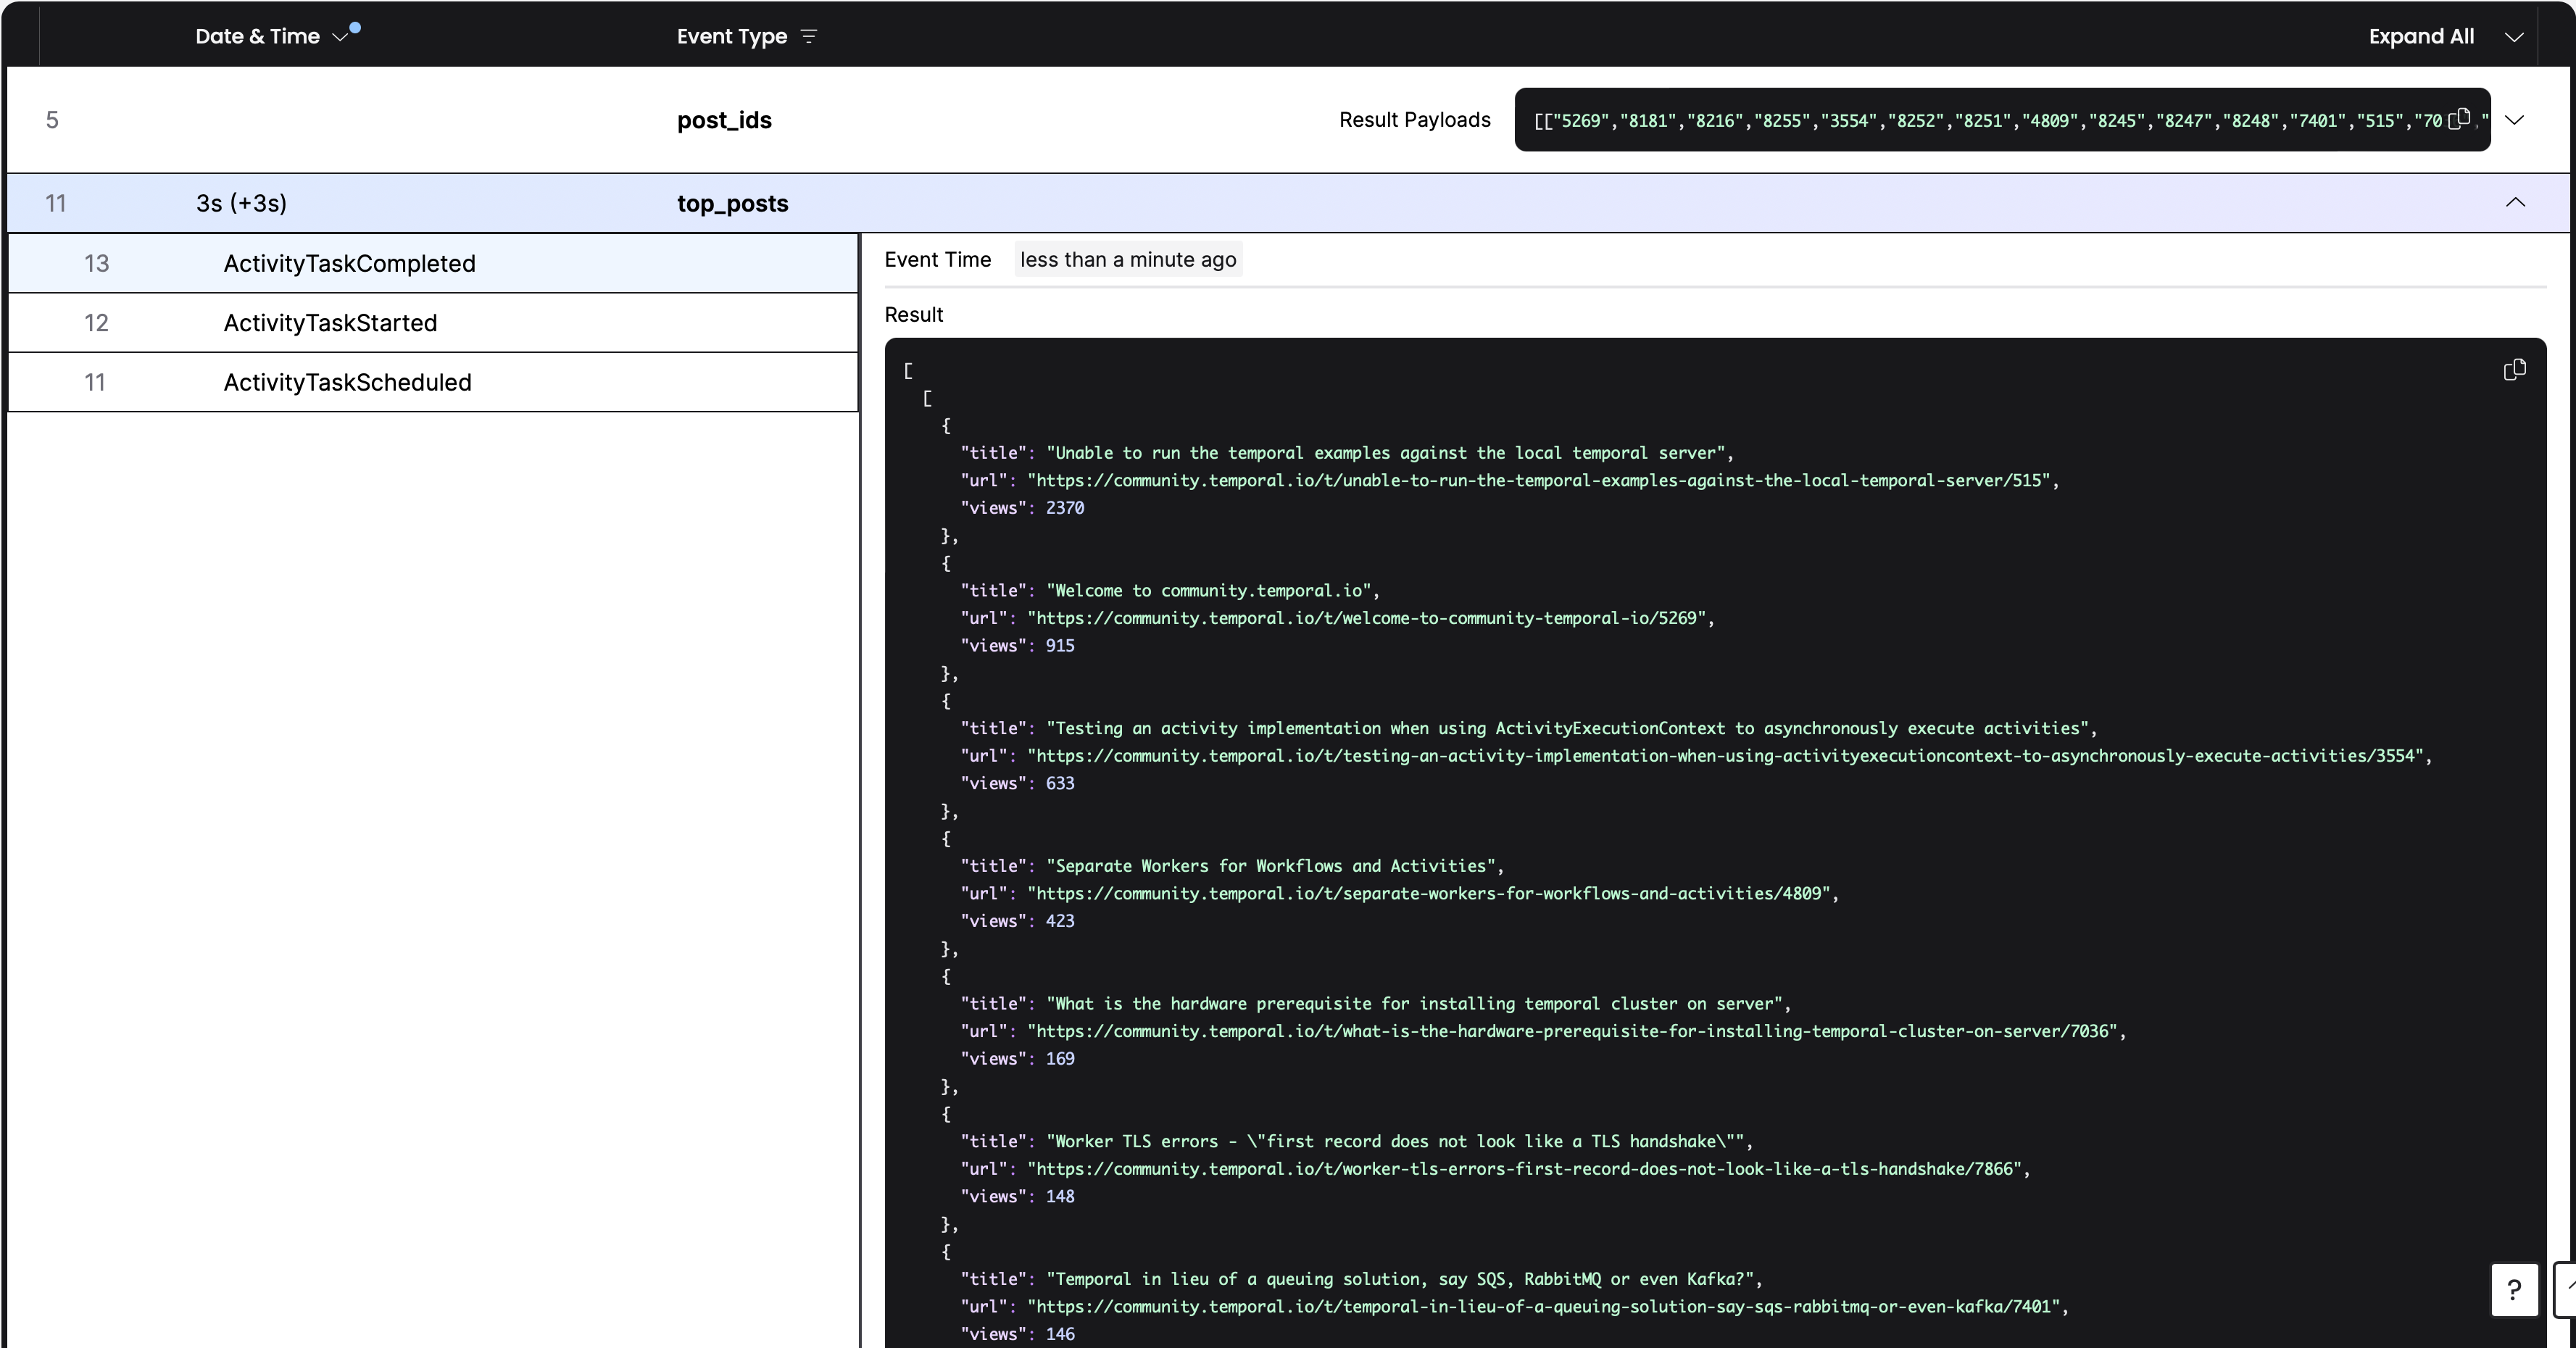 Date & Time Event Type Expand All
5 post_ids Result Payloads [["5269","8181","8216","8255","3554","8252","8251","4809","8245","8247","8248","7401","515","70 ,"
11 3s (+3s) top_posts
13 ActivityTaskCompleted
12 ActivityTaskStarted
11 ActivityTaskScheduled
Event Time less than a minute ago
Result
[
[
{
"title": "Unable to run the temporal examples against the local temporal server",
"url": "https://community.temporal.io/t/unable-to-run-the-temporal-examples-against-the-local-temporal-server/515",
"views": 2370
},
{
"title": "Welcome to community.temporal.io",
"url": "https://community.temporal.io/t/welcome-to-community-temporal-io/5269",
"views": 915
},
{
"title": "Testing an activity implementation when using ActivityExecutionContext to asynchronously execute activities",
"url": "https://community.temporal.io/t/testing-an-activity-implementation-when-using-activityexecutioncontext-to-asynchronously-execute-activities/3554",
"views": 633
},
{
"title": "Separate Workers for Workflows and Activities",
"url": "https://community.temporal.io/t/separate-workers-for-workflows-and-activities/4809",
"views": 423
},
{
"title": "What is the hardware prerequisite for installing temporal cluster on server",
"url": "https://community.temporal.io/t/what-is-the-hardware-prerequisite-for-installing-temporal-cluster-on-server/7036",
"views": 169
},
{
"title": "Worker TLS errors - \"first record does not look like a TLS handshake\"",
"url": "https://community.temporal.io/t/worker-tls-errors-first-record-does-not-look-like-a-tls-handshake/7866",
"views": 148
},
{
"title": "Temporal in lieu of a queuing solution, say SQS, RabbitMQ or even Kafka?",
"url": "https://community.temporal.io/t/temporal-in-lieu-of-a-queuing-solution-say-sqs-rabbitmq-or-even-kafka/7401",
"views": 146
?